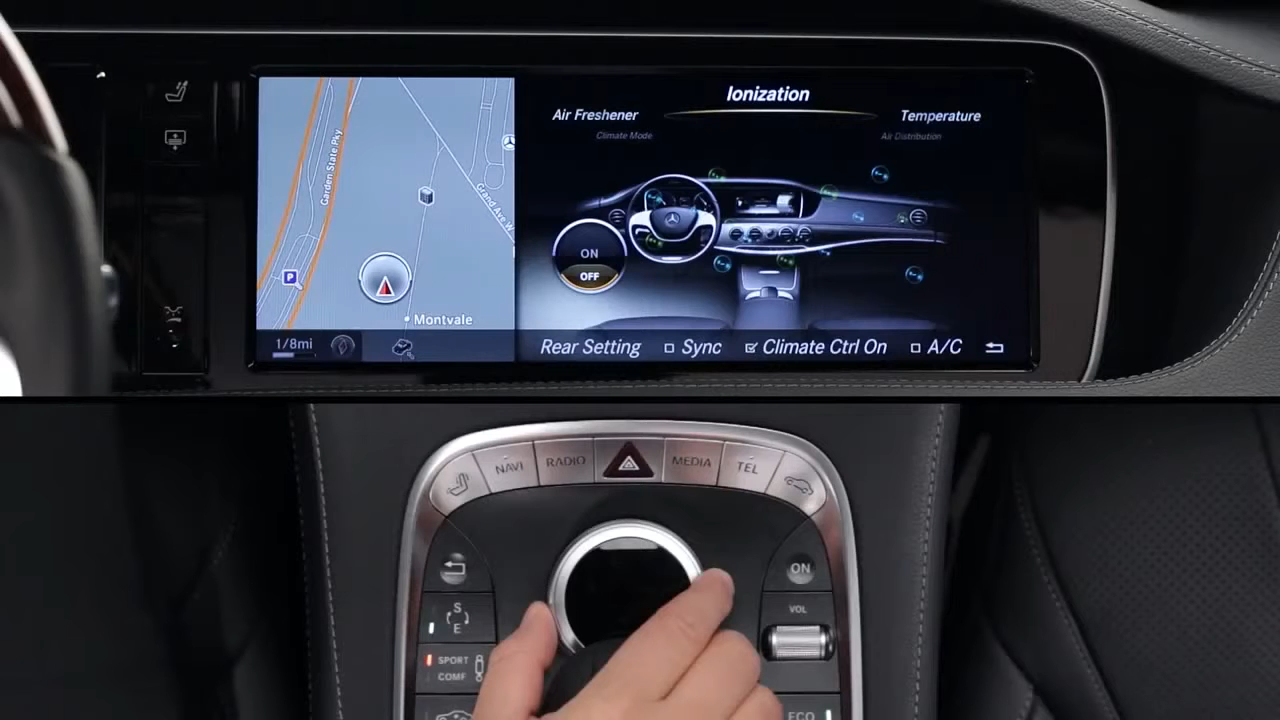 Ionization
Air Freshener
Temperature
Climate Mode
Air Distribution
Garden State Pky
Grand Ave W
P
ON
OFF
Montvale
1/8mi
Rear Setting
Sync
Climate Ctrl On
A/C
NAVI
RADIO
MEDIA
TEL
ON
S
E
VOL
SPORT
COMF
ECO